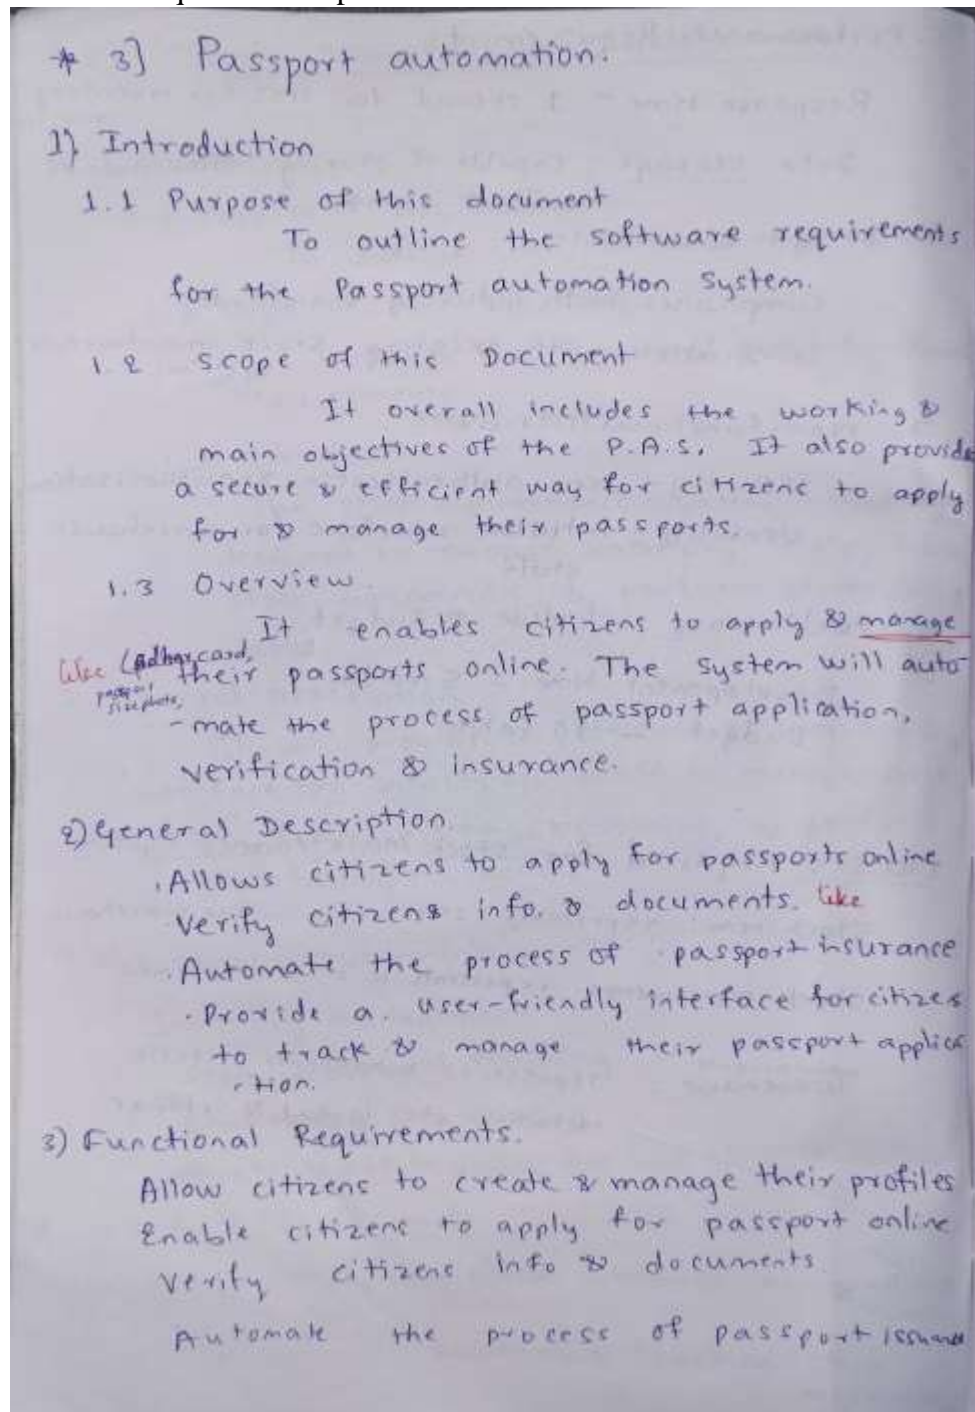 * 3] Passport automation.
1} Introduction
1.1 Purpose of this document
To outline the software requirements
for the Passport automation System.
1.2 Scope of this Document
It overall includes the working &
main objectives of the P.A.S. It also provide
a secure & efficient way for citizens to apply
for & manage their passports.
1.3 Overview.
It enables citizens to apply & manage
like (Adhar card,
their passports online. The system will auto-
size photo,
-mate the process of passport application,
verification & insurance.
2) General Description.
. Allows citizens to apply for passports online
. Verify citizens info. & documents. like
. Automate the process of passport insurance
. Provide a user-friendly interface for citizes
to track & manage their passport applica
-tion.
3) Functional Requirements.
Allow citizens to create & manage their profiles
Enable citizens to apply for passport online
Verify citizens info & documents
Automate the process of passport issuance